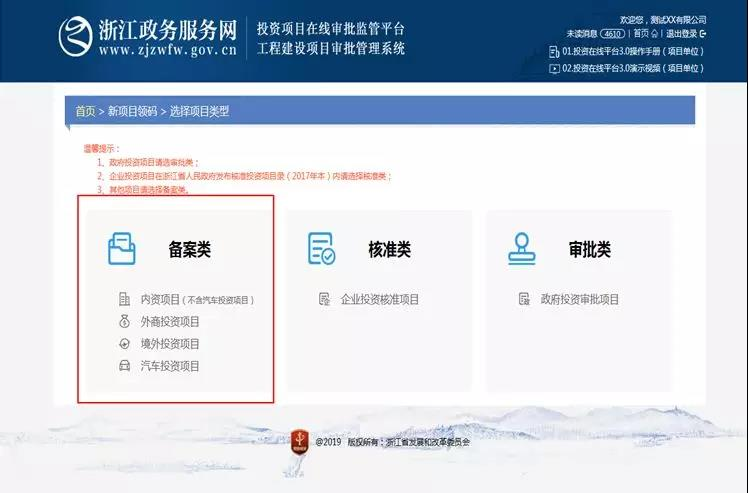 浙江政务服务网
www.zjzwfw.gov.cn
投资项目在线审批监管平台
工程建设项目审批管理系统
欢迎您, 测试XX有限公司
未读消息 4610 | 首页 | 退出登录
01.投资在线平台3.0操作手册（项目单位）
02.投资在线平台3.0演示视频（项目单位）
首页 > 新项目领码 > 选择项目类型
温馨提示：
1、政府投资项目请选审批类；
2、企业投资项目在浙江省人民政府发布核准投资项目录（2017年本）内请选择核准类；
3、其他项目请选择备案类。
备案类
内资项目（不含汽车投资项目）
外商投资项目
境外投资项目
汽车投资项目
核准类
企业投资核准项目
审批类
政府投资审批项目
@2019 版权所有：浙江省发展和改革委员会